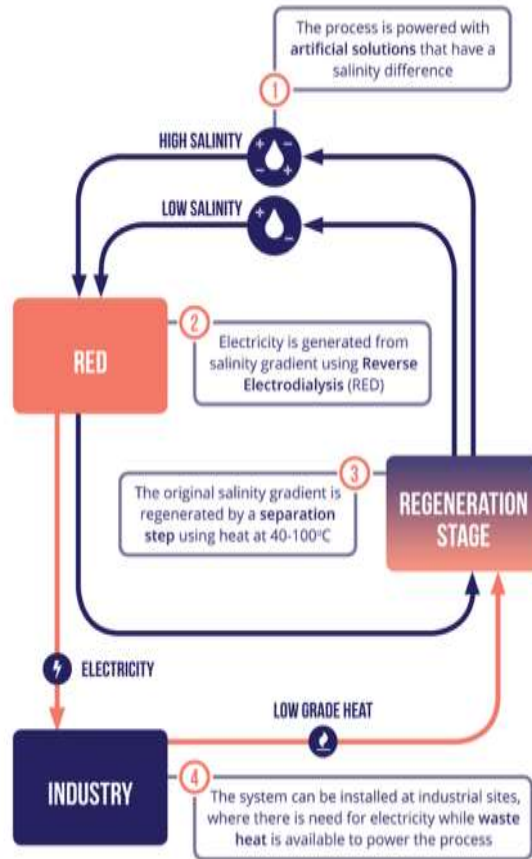 The process is powered with
artificial solutions that have a
salinity difference
1
HIGH SALINITY
LOW SALINITY
RED
2
Electricity is generated from
salinity gradient using Reverse
Electrodialysis (RED)
3
The original salinity gradient is
regenerated by a separation
step using heat at 40-100ºC
REGENERATION
STAGE
ELECTRICITY
LOW GRADE HEAT
INDUSTRY
4
The system can be installed at industrial sites,
where there is need for electricity while waste
heat is available to power the process